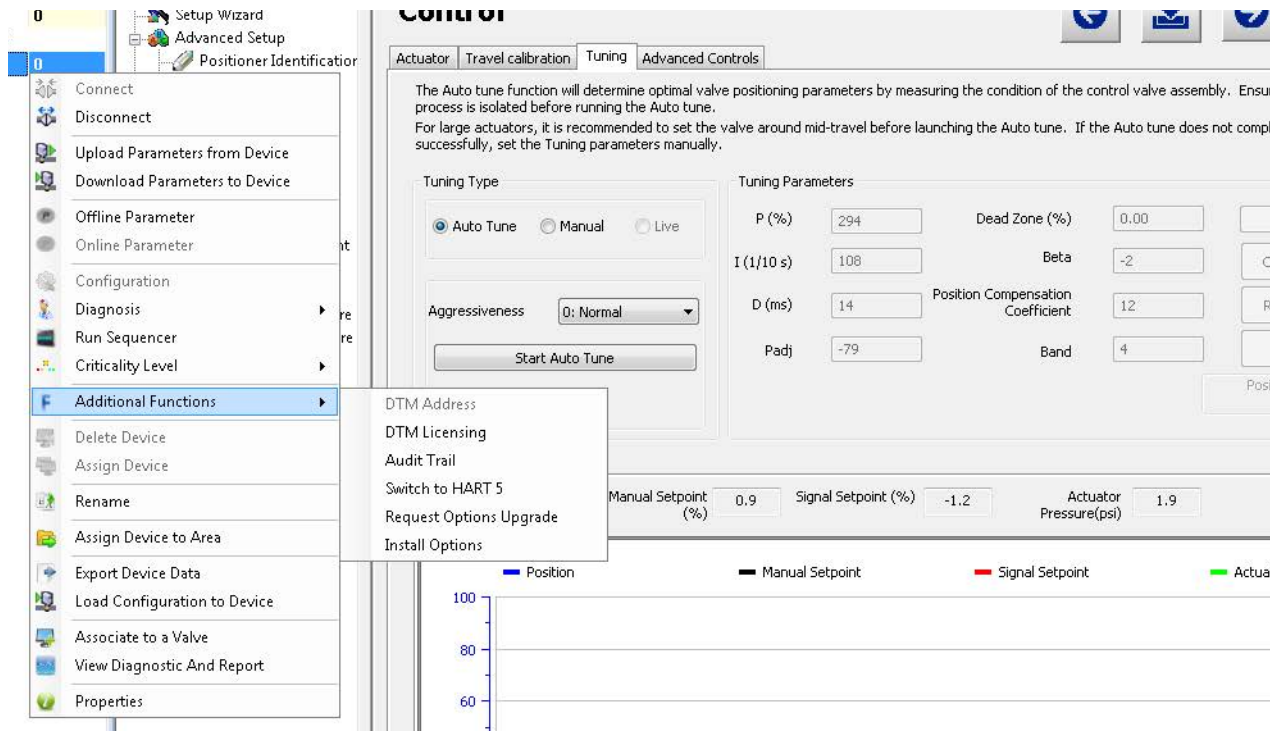 0
Setup Wizard
Advanced Setup
0
Positioner Identification
Control
Actuator
Travel calibration
Tuning
Advanced Controls
The Auto tune function will determine optimal valve positioning parameters by measuring the condition of the control valve assembly. Ensu
process is isolated before running the Auto tune.
For large actuators, it is recommended to set the valve around mid-travel before launching the Auto tune. If the Auto tune does not compl
successfully, set the Tuning parameters manually.
Connect
Disconnect
Upload Parameters from Device
Download Parameters to Device
Offline Parameter
Online Parameter
nt
Configuration
Diagnosis
re
Run Sequencer
re
Criticality Level
Additional Functions
Delete Device
Assign Device
Rename
Assign Device to Area
Export Device Data
Load Configuration to Device
Associate to a Valve
View Diagnostic And Report
Properties
DTM Address
DTM Licensing
Audit Trail
Switch to HART 5
Request Options Upgrade
Install Options
Tuning Type
Auto Tune
Manual
Live
Aggressiveness
0: Normal
Start Auto Tune
Tuning Parameters
P (%)
294
Dead Zone (%)
0.00
I (1/10 s)
108
Beta
-2
C
D (ms)
14
Position Compensation
Coefficient
12
R
Padj
-79
Band
4
Posi
Manual Setpoint
(%)
0.9
Signal Setpoint (%)
-1.2
Actuator
Pressure(psi)
1.9
Position
Manual Setpoint
Signal Setpoint
Actua
100
80
60